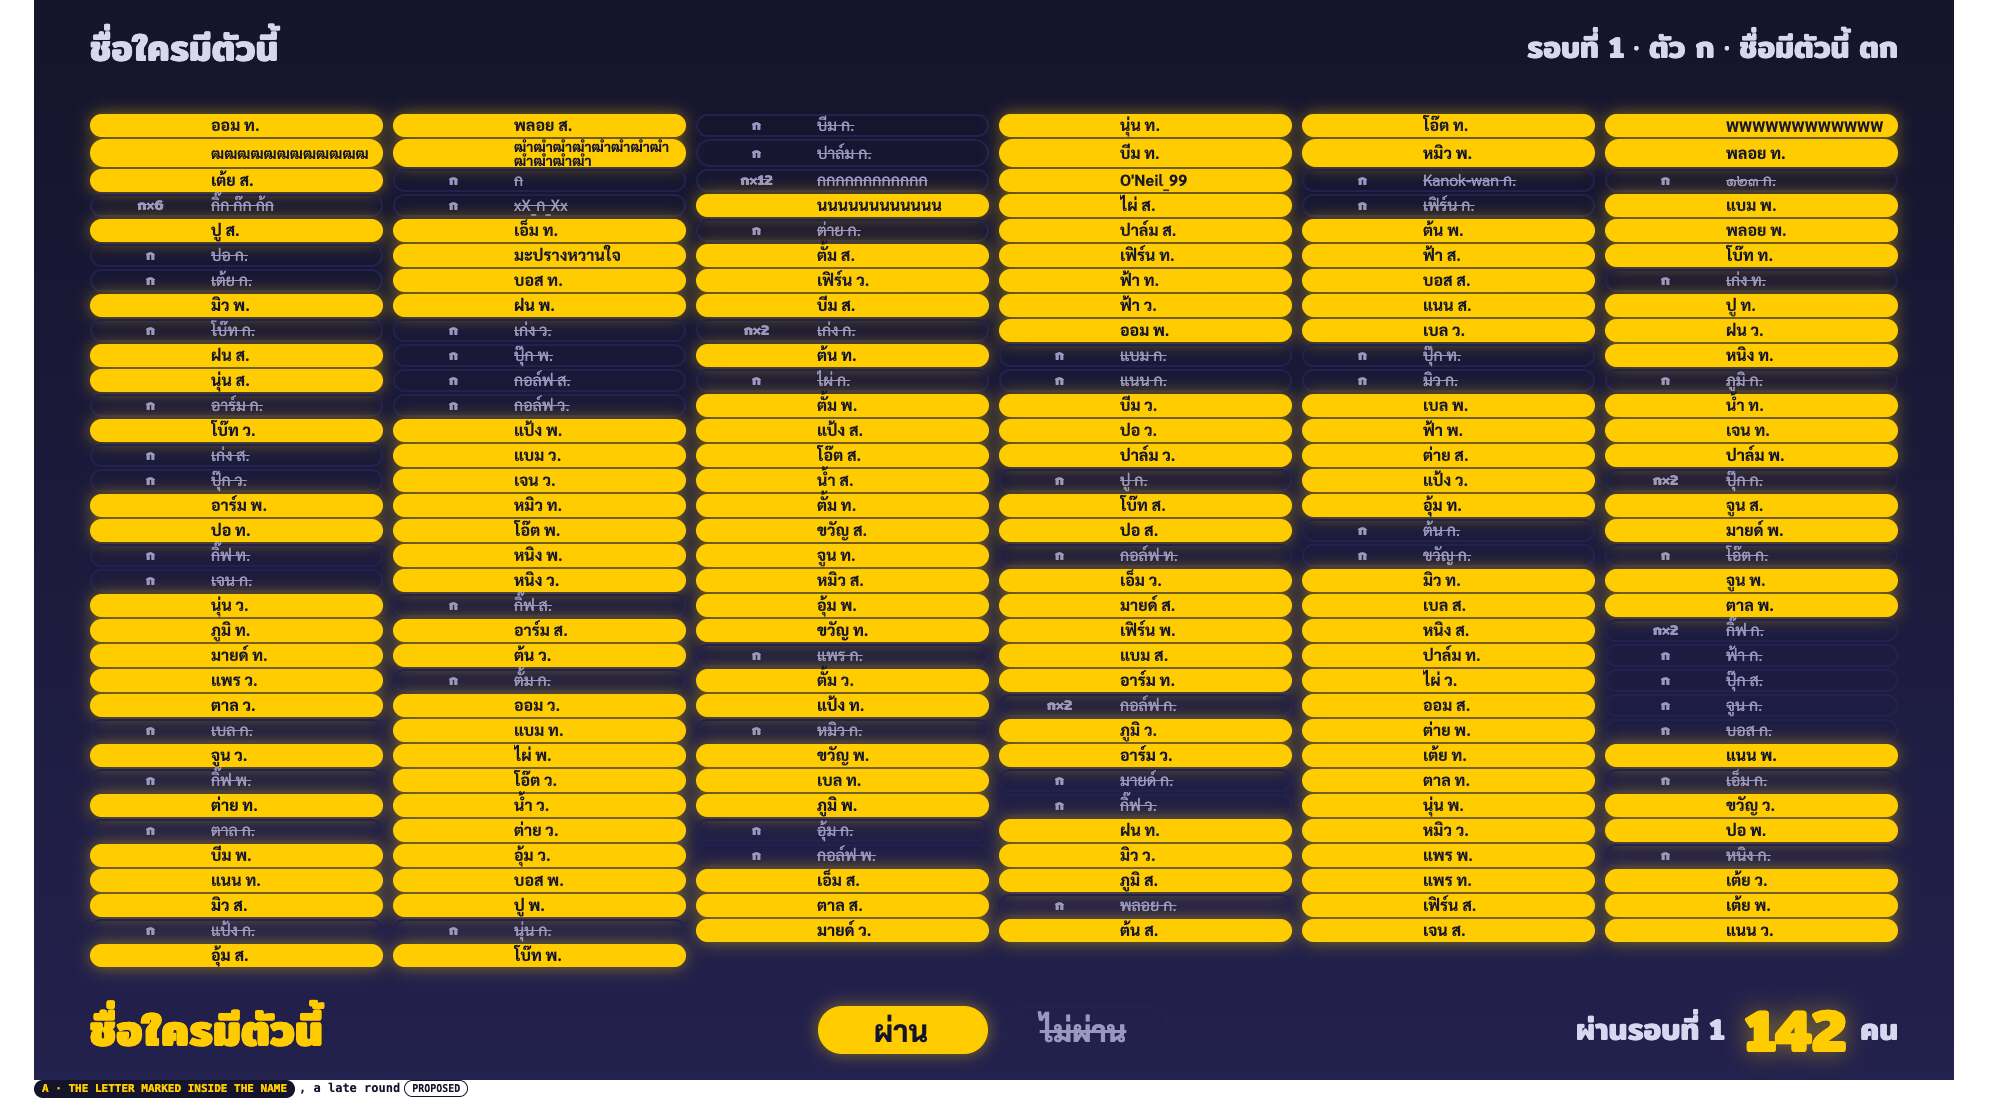 ชื่อใครมีตัวนี้ รอบที่ 1 · ตัว ก · ชื่อมีตัวนี้ ตก
ออม ท. พลอย ส. ก บีม ก. นุ่น ท. โอ๊ต ท. WWWWWWWWWWWW
ฒฒฒฒฒฒฒฒฒฒฒฒ ฒำฒำฒำฒำฒำฒำฒำฒำ ก ปาล์ม ก. บีม ท. หมิว พ. พลอย ท.
ฒำฒำฒำฒำ
เต้ย ส. ก ก ก×12 กกกกกกกกกกกก O'Neil_99 ก Kanok-wan ก. ก ๑๒๓ ก.
ก×6 กิ๊ก ก๊ก กั้ก ก xX_ก_Xx นนนนนนนนนนนน ไผ่ ส. ก เฟิร์น ก. แบม พ.
ปู ส. เอ็ม ท. ก ต่าย ก. ปาล์ม ส. ต้น พ. พลอย พ.
ก ปอ ก. มะปรางหวานใจ ตั้ม ส. เฟิร์น ท. ฟ้า ส. โบ๊ท ท.
ก เต้ย ก. บอส ท. เฟิร์น ว. ฟ้า ท. บอส ส. ก เก่ง ท.
มิว พ. ฝน พ. บีม ส. ฟ้า ว. แนน ส. ปู ท.
ก โบ๊ท ก. ก เก่ง ว. ก×2 เก่ง ก. ออม พ. เบล ว. ฝน ว.
ฝน ส. ก ปุ๊ก พ. ต้น ท. ก แบม ก. ก ปุ๊ก ท. หนิง ท.
นุ่น ส. ก กอล์ฟ ส. ก ไผ่ ก. ก แนน ก. ก มิว ก. ก ภูมิ ก.
ก อาร์ม ก. ก กอล์ฟ ว. ตั้ม พ. บีม ว. เบล พ. น้ำ ท.
โบ๊ท ว. แป้ง พ. แป้ง ส. ปอ ว. ฟ้า พ. เจน ท.
ก เก่ง ส. แบม ว. โอ๊ต ส. ปาล์ม ว. ต่าย ส. ปาล์ม พ.
ก ปุ๊ก ว. เจน ว. น้ำ ส. ก ปู ก. แป้ง ว. ก×2 ปุ๊ก ก.
อาร์ม พ. หมิว ท. ตั้ม ท. โบ๊ท ส. อุ้ม ท. จูน ส.
ปอ ท. โอ๊ต พ. ขวัญ ส. ปอ ส. ก ต้น ก. มายด์ พ.
ก กิ๊ฟ ท. หนิง พ. จูน ท. ก กอล์ฟ ท. ก ขวัญ ก. ก โอ๊ต ก.
ก เจน ก. หนิง ว. หมิว ส. เอ็ม ว. มิว ท. จูน พ.
นุ่น ว. ก กิ๊ฟ ส. อุ้ม พ. มายด์ ส. เบล ส. ตาล พ.
ภูมิ ท. อาร์ม ส. ขวัญ ท. เฟิร์น พ. หนิง ส. ก×2 กิ๊ฟ ก.
มายด์ ท. ต้น ว. ก แพร ก. แบม ส. ปาล์ม ท. ก ฟ้า ก.
แพร ว. ก ตั้ม ก. ตั้ม ว. อาร์ม ท. ไผ่ ว. ก ปุ๊ก ส.
ตาล ว. ออม ว. แป้ง ท. ก×2 กอล์ฟ ก. ออม ส. ก จูน ก.
ก เบล ก. แบม ท. ก หมิว ก. ภูมิ ว. ต่าย พ. ก บอส ก.
จูน ว. ไผ่ พ. ขวัญ พ. อาร์ม ว. เต้ย ท. แนน พ.
ก กิ๊ฟ พ. โอ๊ต ว. เบล ท. ก มายด์ ก. ตาล ท. ก เอ็ม ก.
ต่าย ท. น้ำ ว. ภูมิ พ. ก กิ๊ฟ ว. นุ่น พ. ขวัญ ว.
ก ตาล ก. ต่าย ว. ก อุ้ม ก. ฝน ท. หมิว ว. ปอ พ.
บีม พ. อุ้ม ว. ก กอล์ฟ พ. มิว ว. แพร พ. ก หนิง ก.
แนน ท. บอส พ. เอ็ม ส. ภูมิ ส. แพร ท. เต้ย ว.
มิว ส. ปู พ. ตาล ส. ก พลอย ก. เฟิร์น ส. เต้ย พ.
ก แป้ง ก. ก นุ่น ก. มายด์ ว. ต้น ส. เจน ส. แนน ว.
อุ้ม ส. โบ๊ท พ.
ชื่อใครมีตัวนี้ ผ่าน ไม่ผ่าน ผ่านรอบที่ 1 142 คน
A · THE LETTER MARKED INSIDE THE NAME , a late round PROPOSED